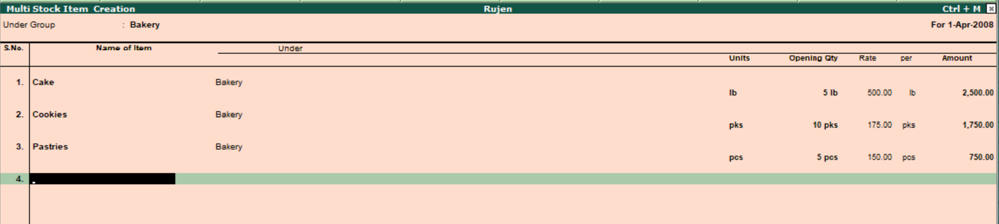 Multi Stock Item Creation Rujen Ctrl + M
Under Group : Bakery For 1-Apr-2008
S.No. Name of Item Under
Units Opening Qty Rate per Amount
1. Cake Bakery
lb 5 lb 500.00 lb 2,500.00
2. Cookies Bakery
pks 10 pks 175.00 pks 1,750.00
3. Pastries Bakery
pcs 5 pcs 150.00 pcs 750.00
4.